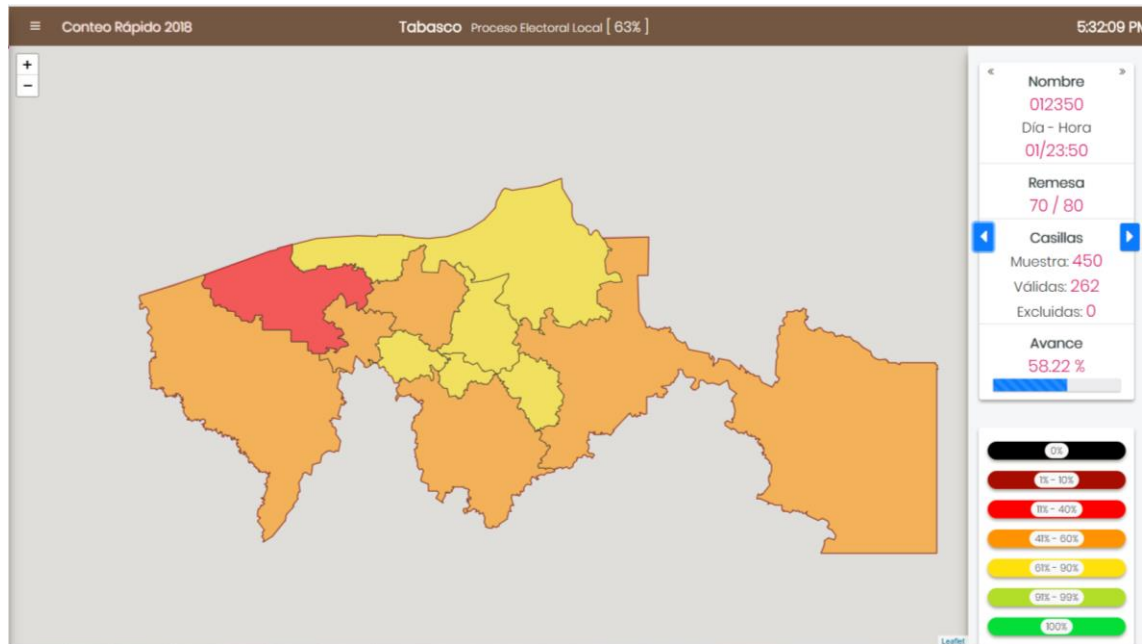 ≡ Conteo Rápido 2018 Tabasco Proceso Electoral Local [ 63% ] 5:32:09 PM
+
−
« »
Nombre
012350
Día - Hora
01/23:50
Remesa
70 / 80
Casillas
Muestra: 450
Válidas: 262
Excluidas: 0
Avance
58.22 %
0%
1% - 10%
11% - 40%
41% - 60%
61% - 90%
91% - 99%
100%
Leaflet